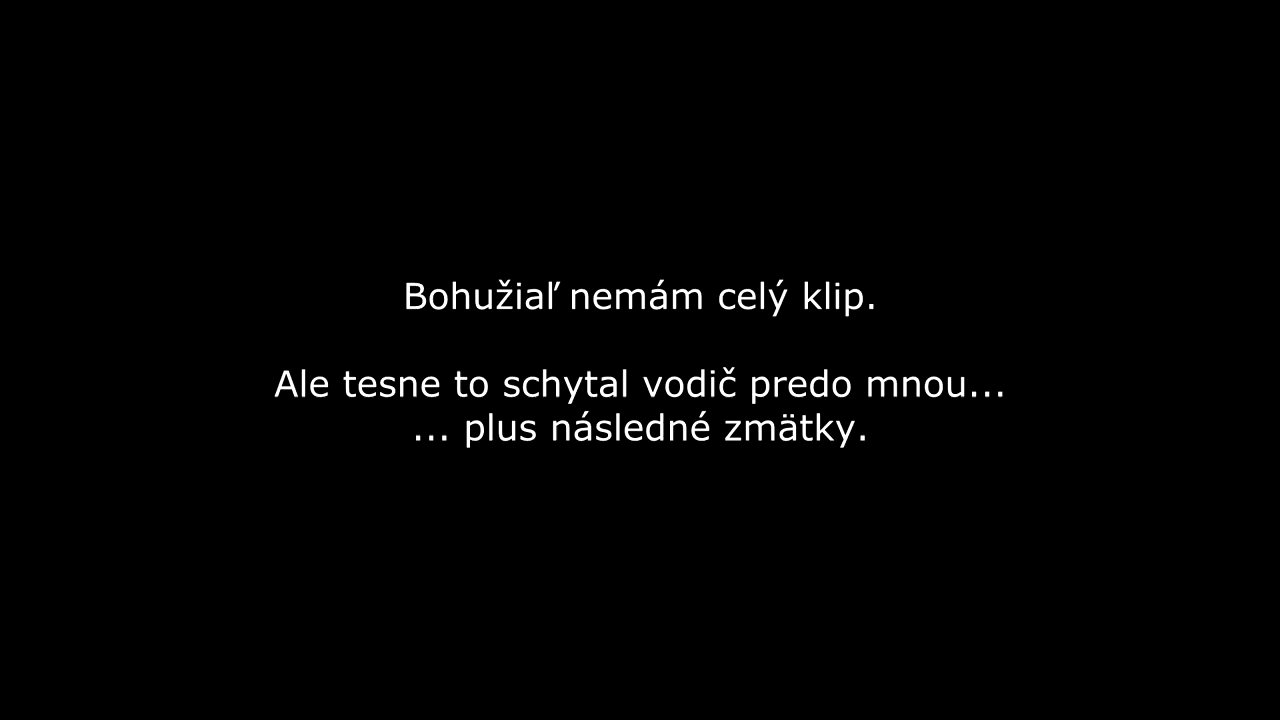 Bohužiaľ nemám celý klip.
Ale tesne to schytal vodič predo mnou...
... plus následné zmätky.